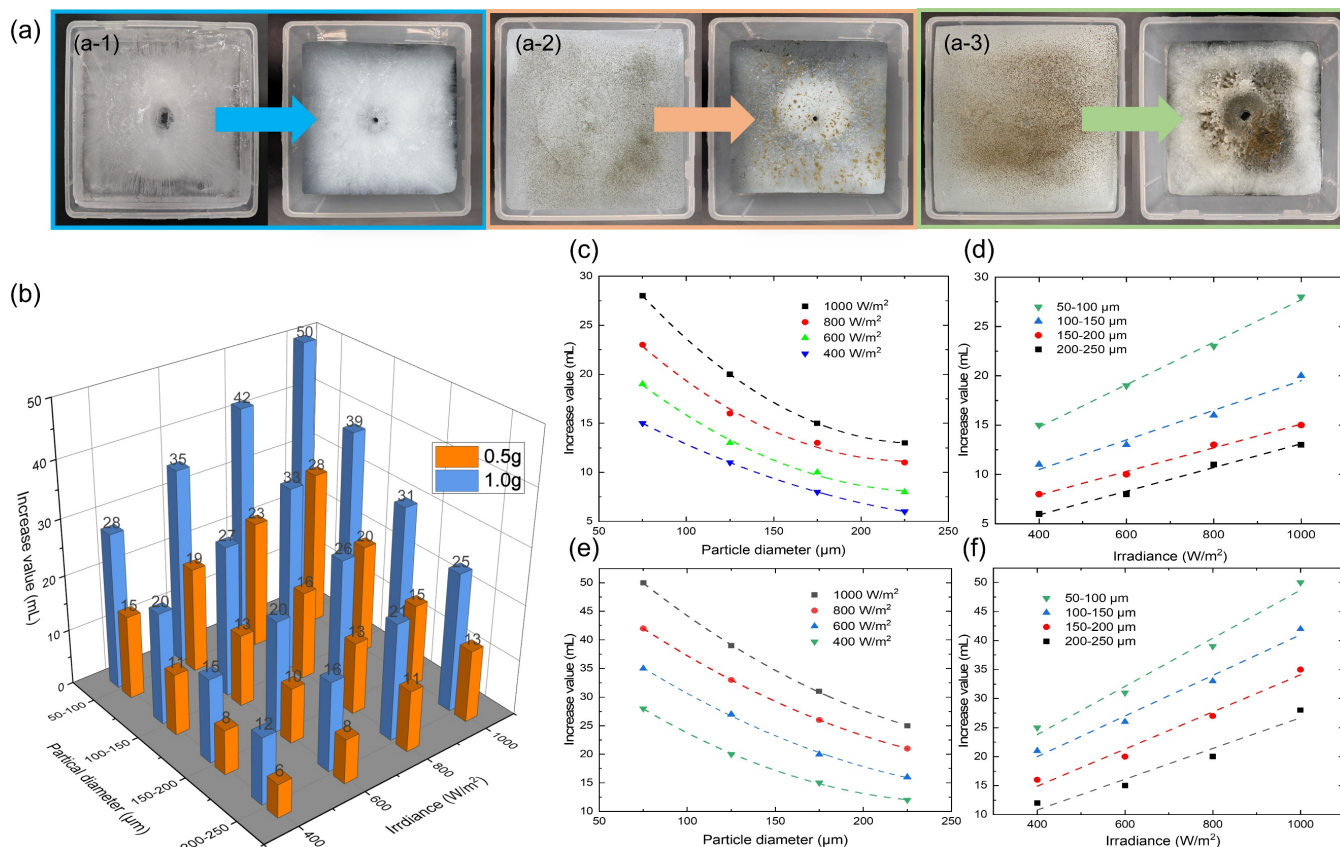 (a)
(a-1)
(a-2)
(a-3)
(b)
50
42
35
28
39
33
27
20
31
26
20
15
25
21
16
12
28
23
19
15
20
16
13
11
15
13
10
8
13
11
8
6
0.5g
1.0g
Increase value (mL)
0
10
20
30
40
50
50-100
100-150
150-200
200-250
Partical diameter (μm)
400
600
800
1000
Irrdiance (W/m²)
(c)
Increase value (mL)
30
25
20
15
10
5
1000 W/m²
800 W/m²
600 W/m²
400 W/m²
50
100
150
200
250
Particle diameter (μm)
(d)
Increase value (mL)
30
25
20
15
10
5
50-100 μm
100-150 μm
150-200 μm
200-250 μm
400
600
800
1000
Irradiance (W/m²)
(e)
Increase value (mL)
50
45
40
35
30
25
20
15
10
1000 W/m²
800 W/m²
600 W/m²
400 W/m²
50
100
150
200
250
Particle diameter (μm)
(f)
Increase value (mL)
50
45
40
35
30
25
20
15
10
50-100 μm
100-150 μm
150-200 μm
200-250 μm
400
600
800
1000
Irradiance (W/m²)